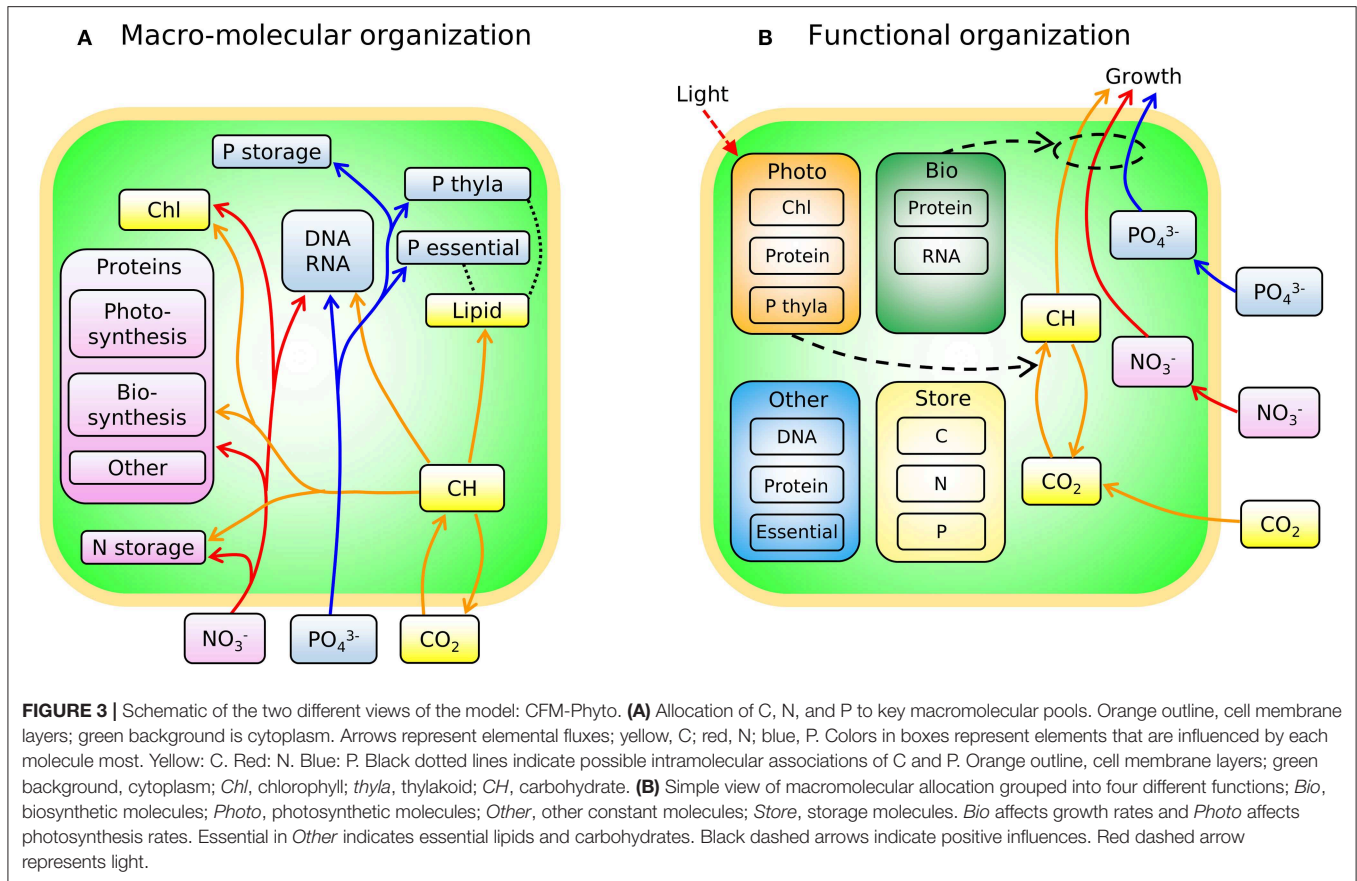 A Macro-molecular organization
P storage
P thyla
Chl
DNA
RNA
P essential
Proteins
Photo-
synthesis
Lipid
Bio-
synthesis
Other
CH
N storage
NO₃⁻
PO₄³⁻
CO₂
B Functional organization
Growth
Light
Photo
Chl
Protein
P thyla
Bio
Protein
RNA
PO₄³⁻
PO₄³⁻
CH
NO₃⁻
NO₃⁻
Other
DNA
Protein
Essential
Store
C
N
P
CO₂
CO₂
FIGURE 3 | Schematic of the two different views of the model: CFM-Phyto. (A) Allocation of C, N, and P to key macromolecular pools. Orange outline, cell membrane
layers; green background is cytoplasm. Arrows represent elemental fluxes; yellow, C; red, N; blue, P. Colors in boxes represent elements that are influenced by each
molecule most. Yellow: C. Red: N. Blue: P. Black dotted lines indicate possible intramolecular associations of C and P. Orange outline, cell membrane layers; green
background, cytoplasm; Chl, chlorophyll; thyla, thylakoid; CH, carbohydrate. (B) Simple view of macromolecular allocation grouped into four different functions; Bio,
biosynthetic molecules; Photo, photosynthetic molecules; Other, other constant molecules; Store, storage molecules. Bio affects growth rates and Photo affects
photosynthesis rates. Essential in Other indicates essential lipids and carbohydrates. Black dashed arrows indicate positive influences. Red dashed arrow
represents light.